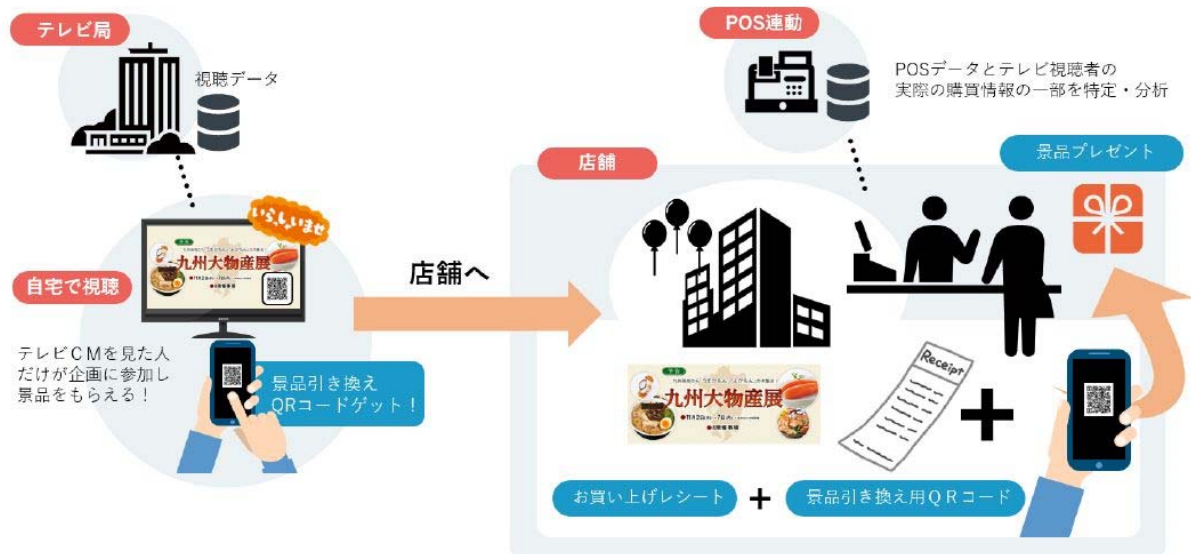 テレビ局
視聴データ
いらっしゃいませ
九州大物産展
自宅で視聴
テレビCMを見た人
だけが企画に参加し
景品をもらえる!
景品引き換え
QRコードゲット!
店舗へ
POS連動
POSデータとテレビ視聴者の
実際の購買情報の一部を特定・分析
景品プレゼント
店舗
Receipt
九州大物産展
お買い上げレシート
+
景品引き換え用QRコード